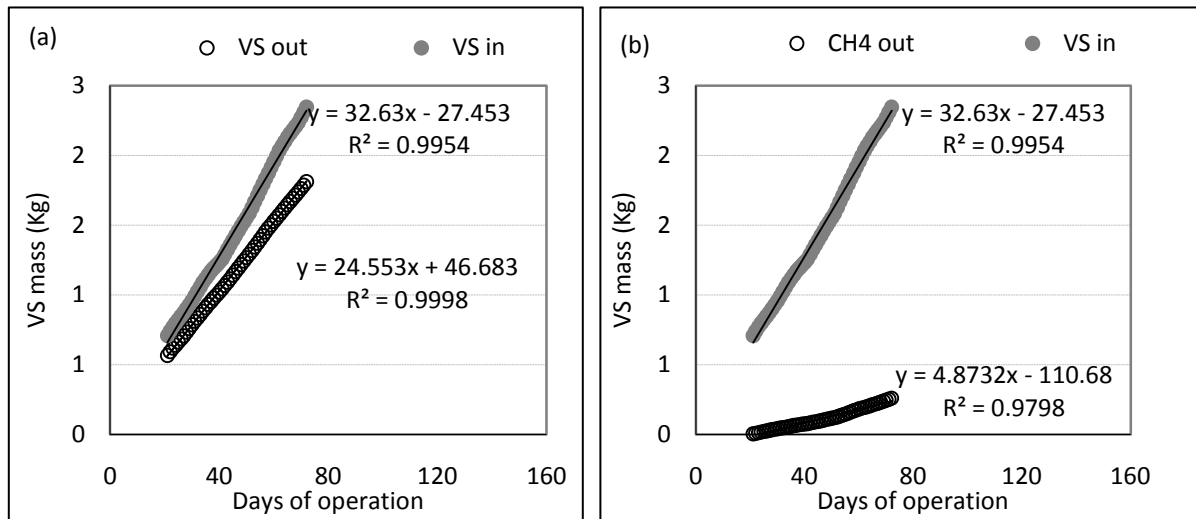 (a)
VS out
VS in
3
2
2
1
1
0
VS mass (Kg)
y = 32.63x - 27.453
R² = 0.9954
y = 24.553x + 46.683
R² = 0.9998
0 40 80 120 160
Days of operation
(b)
CH4 out
VS in
3
2
2
1
1
0
VS mass (Kg)
y = 32.63x - 27.453
R² = 0.9954
y = 4.8732x - 110.68
R² = 0.9798
0 40 80 120 160
Days of operation